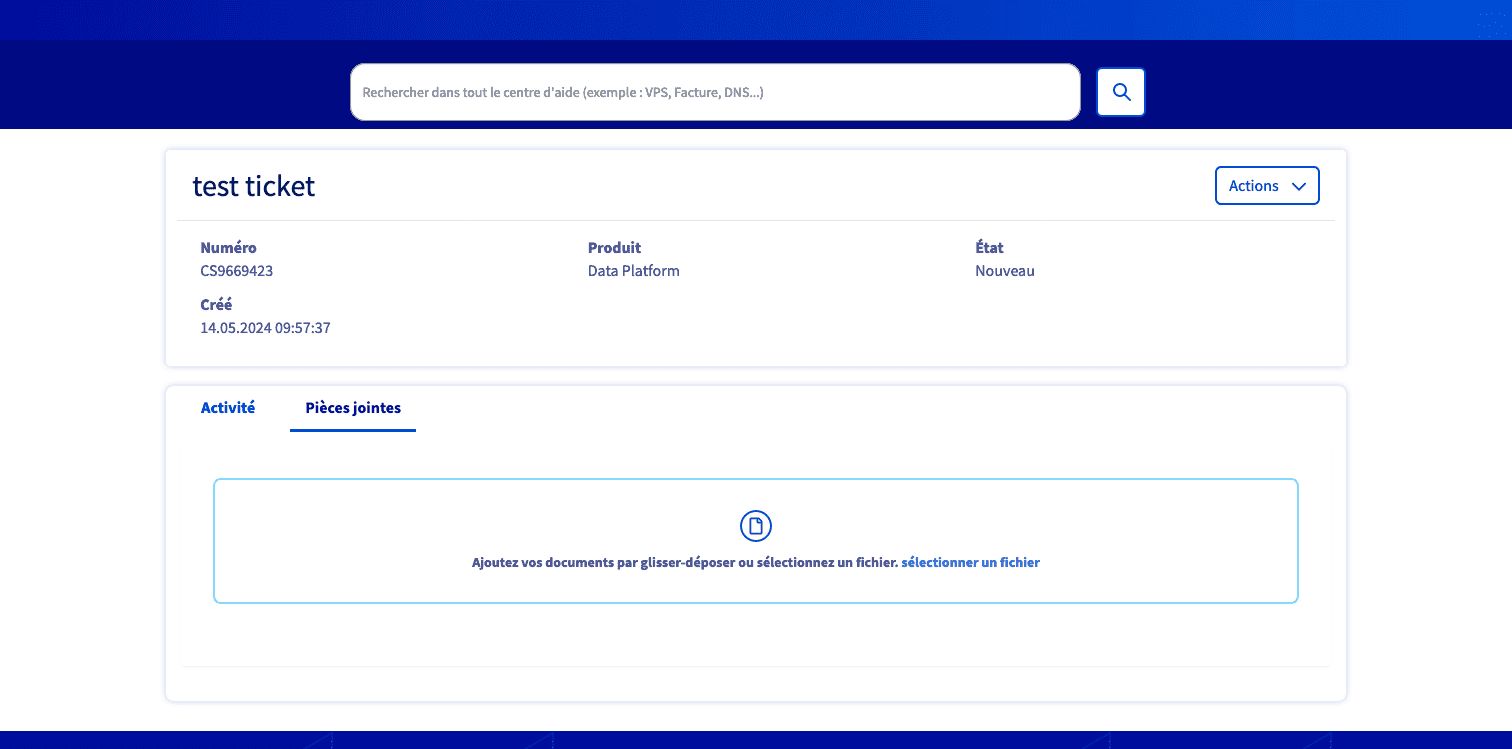 Rechercher dans tout le centre d'aide (exemple : VPS, Facture, DNS...)
test ticket
Actions
Numéro
CS9669423
Produit
Data Platform
État
Nouveau
Créé
14.05.2024 09:57:37
Activité
Pièces jointes
Ajoutez vos documents par glisser-déposer ou sélectionnez un fichier. sélectionner un fichier